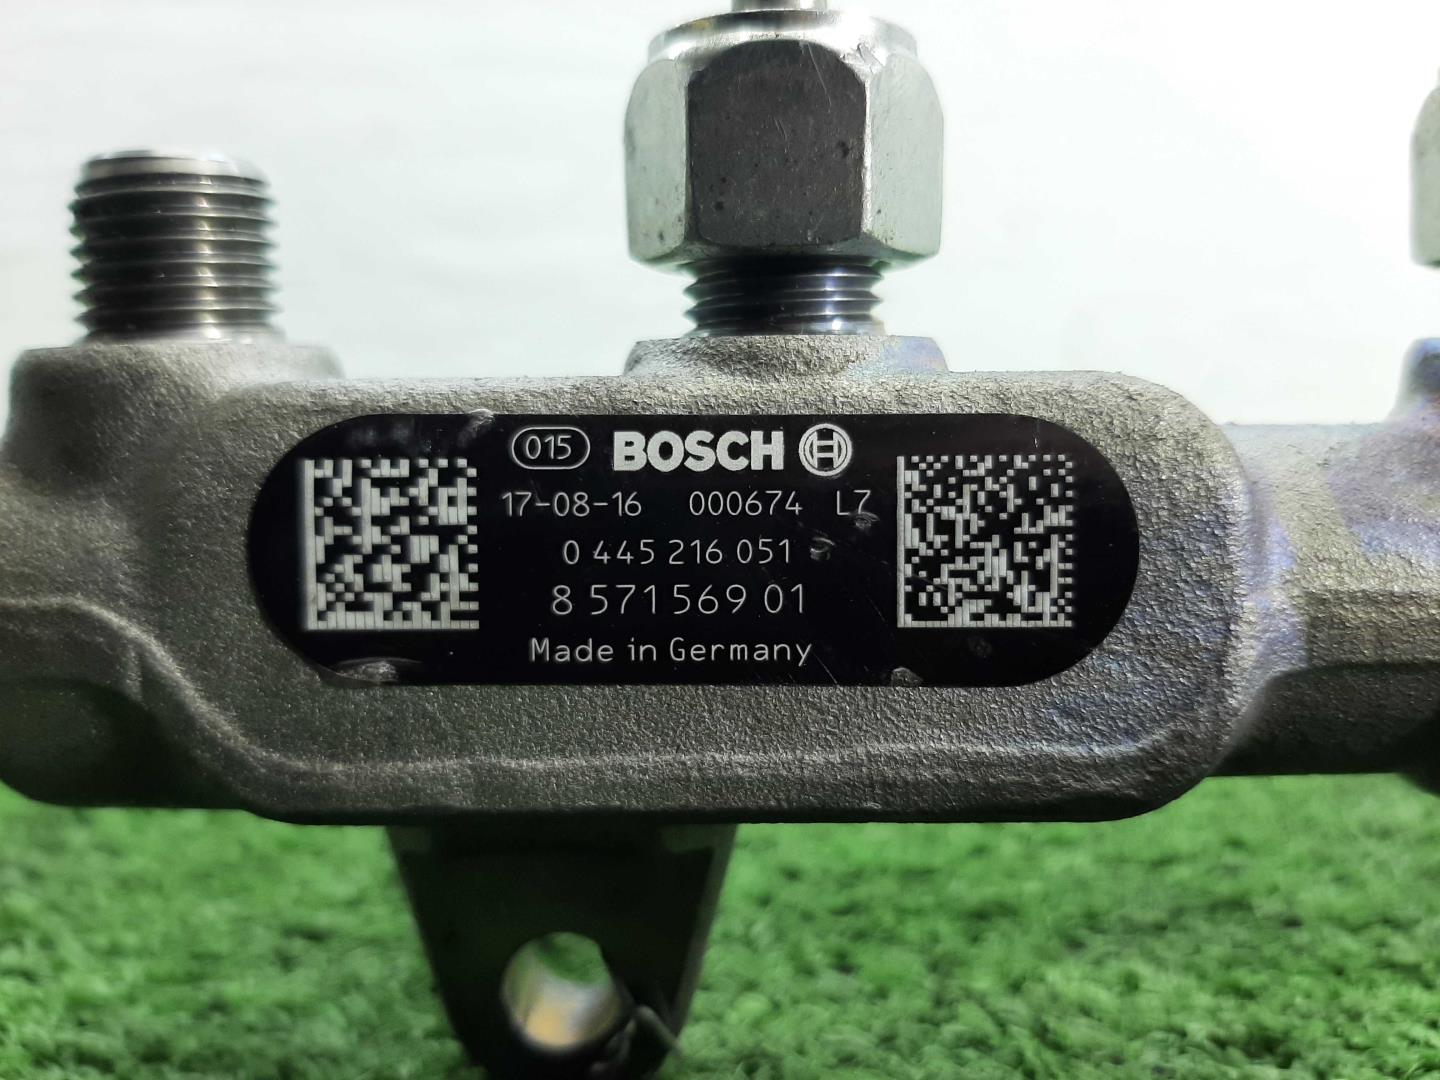 015 BOSCH
17-08-16 000674 L7
0 445 216 051
8 571 569 01
Made in Germany